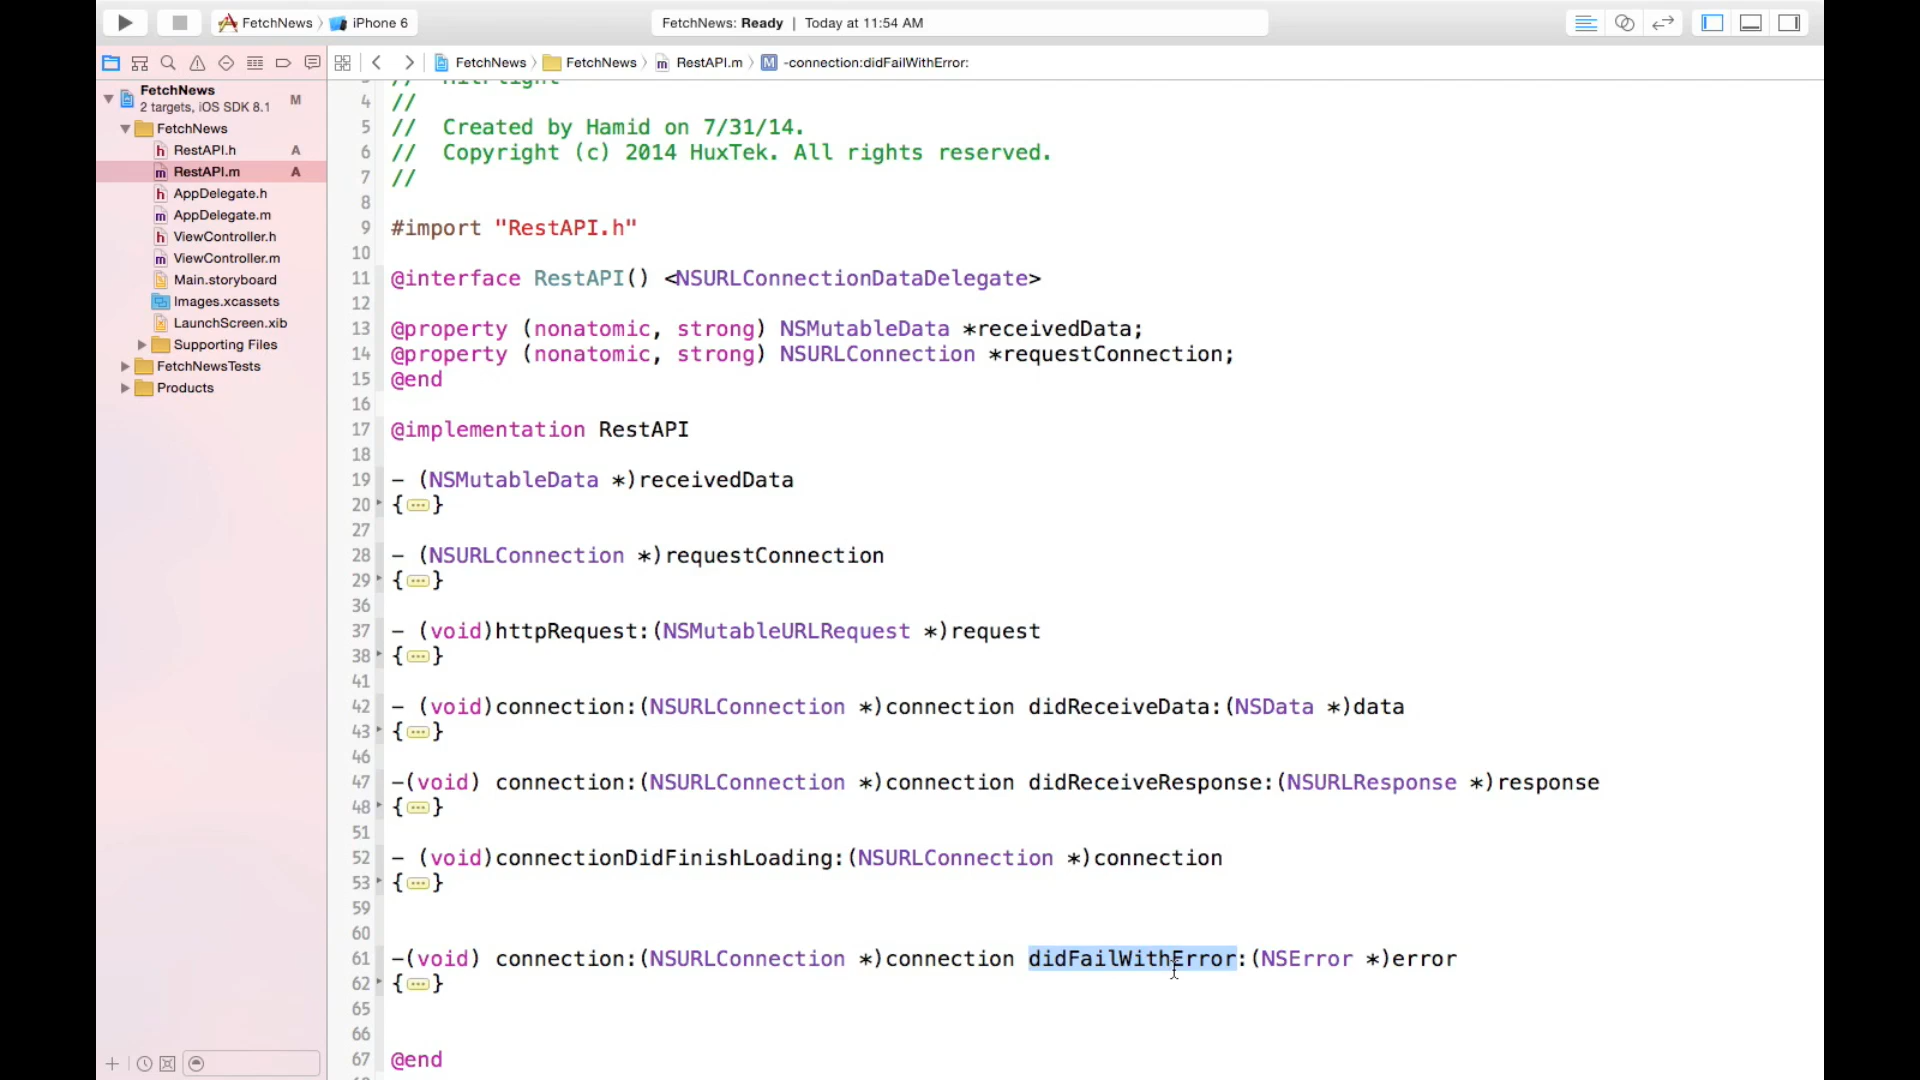 FetchNews 〉 iPhone 6
FetchNews: Ready | Today at 11:54 AM
FetchNews 〉 FetchNews 〉 RestAPI.m 〉 M -connection:didFailWithError:
FetchNews
2 targets, iOS SDK 8.1
M
FetchNews
h RestAPI.h A
m RestAPI.m A
h AppDelegate.h
m AppDelegate.m
h ViewController.h
m ViewController.m
Main.storyboard
Images.xcassets
LaunchScreen.xib
Supporting Files
FetchNewsTests
Products
4 //
5 //  Created by Hamid on 7/31/14.
6 //  Copyright (c) 2014 HuxTek. All rights reserved.
7 //
8
9 #import "RestAPI.h"
10
11 @interface RestAPI() <NSURLConnectionDataDelegate>
12
13 @property (nonatomic, strong) NSMutableData *receivedData;
14 @property (nonatomic, strong) NSURLConnection *requestConnection;
15 @end
16
17 @implementation RestAPI
18
19 - (NSMutableData *)receivedData
20 {...}
27
28 - (NSURLConnection *)requestConnection
29 {...}
36
37 - (void)httpRequest:(NSMutableURLRequest *)request
38 {...}
41
42 - (void)connection:(NSURLConnection *)connection didReceiveData:(NSData *)data
43 {...}
46
47 -(void) connection:(NSURLConnection *)connection didReceiveResponse:(NSURLResponse *)response
48 {...}
51
52 - (void)connectionDidFinishLoading:(NSURLConnection *)connection
53 {...}
59
60
61 -(void) connection:(NSURLConnection *)connection didFailWithError:(NSError *)error
62 {...}
65
66
67 @end